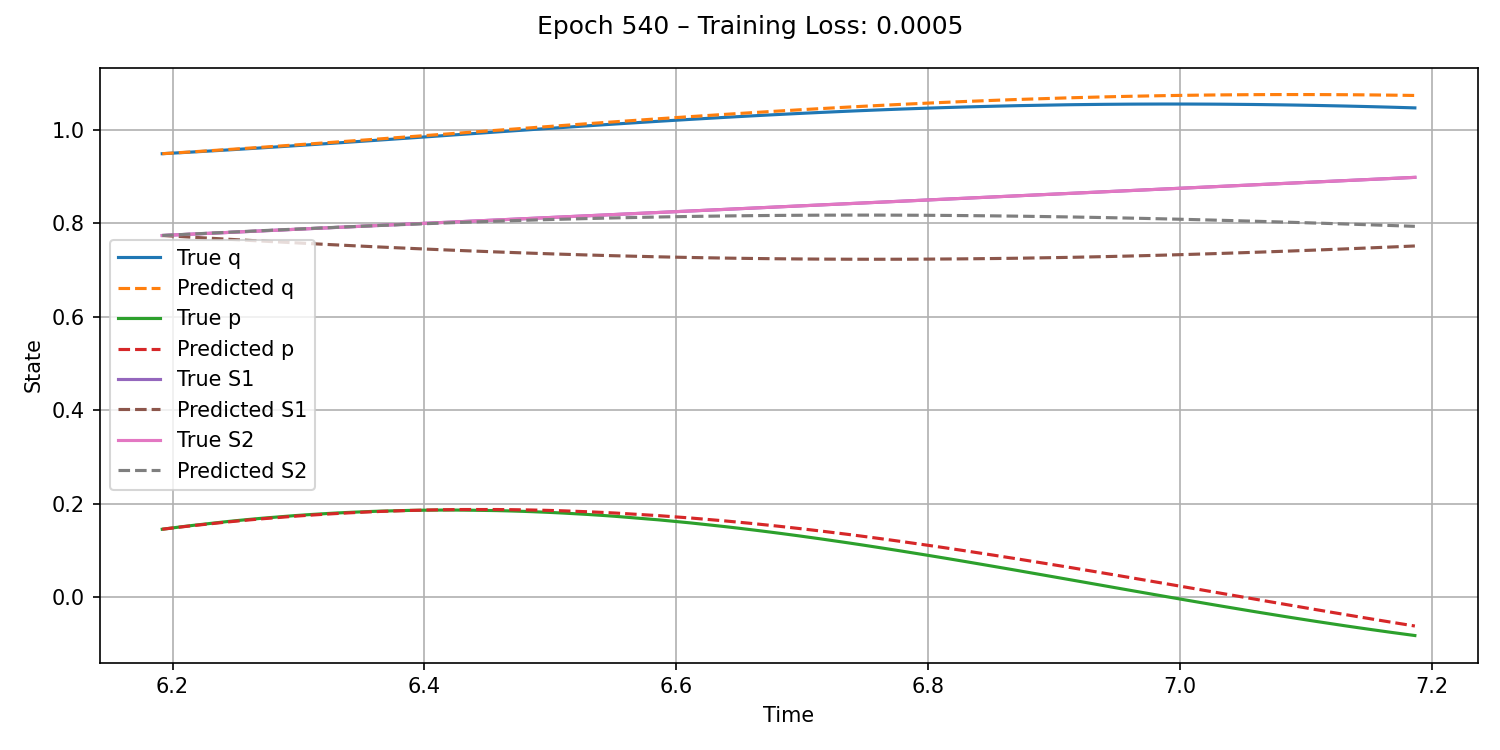 Epoch 540 – Training Loss: 0.0005
1.0
0.8
0.6
0.4
0.2
0.0
State
True q
Predicted q
True p
Predicted p
True S1
Predicted S1
True S2
Predicted S2
6.2 6.4 6.6 6.8 7.0 7.2
Time